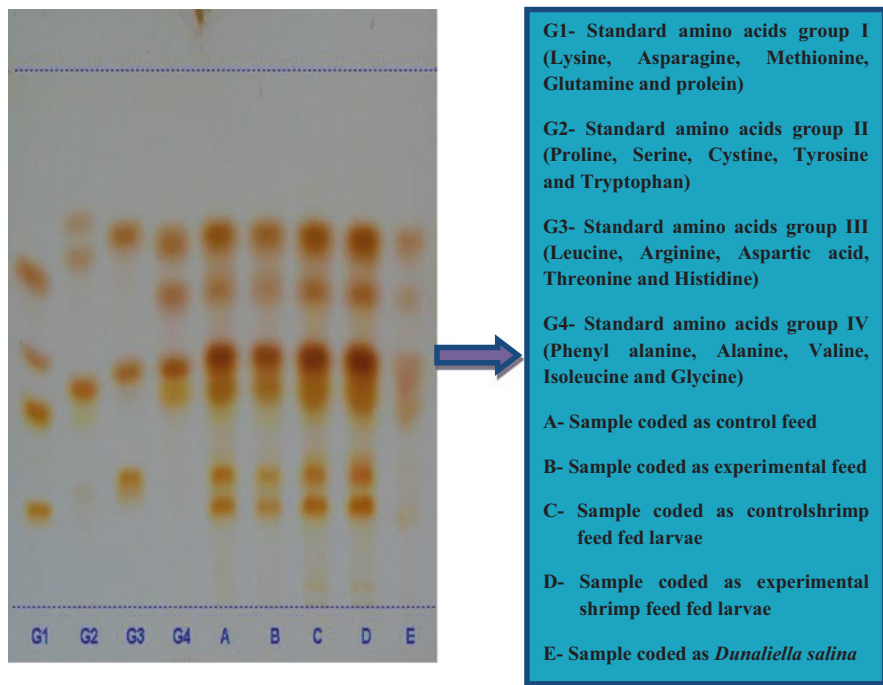 G1 G2 G3 G4 A B C D E
G1- Standard amino acids group I
(Lysine, Asparagine, Methionine,
Glutamine and prolein)
G2- Standard amino acids group II
(Proline, Serine, Cystine, Tyrosine
and Tryptophan)
G3- Standard amino acids group III
(Leucine, Arginine, Aspartic acid,
Threonine and Histidine)
G4- Standard amino acids group IV
(Phenyl alanine, Alanine, Valine,
Isoleucine and Glycine)
A- Sample coded as control feed
B- Sample coded as experimental feed
C- Sample coded as controlshrimp
feed fed larvae
D- Sample coded as experimental
shrimp feed fed larvae
E- Sample coded as Dunaliella salina